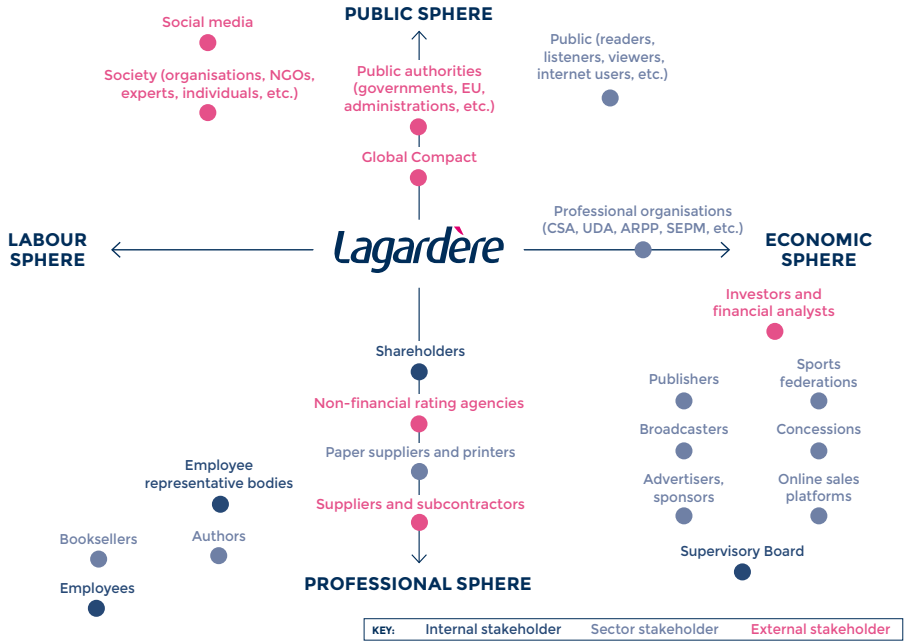 PUBLIC SPHERE
Social media
Society (organisations, NGOs,
experts, individuals, etc.)
Public authorities
(governments, EU,
administrations, etc.)
Public (readers,
listeners, viewers,
internet users, etc.)
Global Compact
LABOUR
SPHERE
Lagardère
Professional organisations
(CSA, UDA, ARPP, SEPM, etc.)
ECONOMIC
SPHERE
Investors and
financial analysts
Shareholders
Non-financial rating agencies
Paper suppliers and printers
Suppliers and subcontractors
Publishers
Sports
federations
Broadcasters
Concessions
Advertisers,
sponsors
Online sales
platforms
Supervisory Board
Employee
representative bodies
Booksellers
Authors
Employees
PROFESSIONAL SPHERE
KEY: Internal stakeholder Sector stakeholder External stakeholder